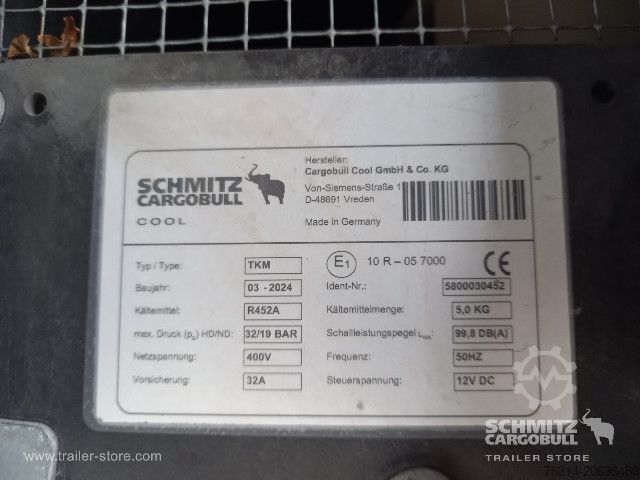 SCHMITZ
CARGOBULL
COOL
Hersteller:
Cargobull Cool GmbH & Co. KG
Von-Siemens-Straße 1
D-48691 Vreden
Made in Germany
Typ / Type: TKM
E1 10 R – 05 7000 CE
Baujahr: 03 - 2024
Ident-Nr.: 5800030452
Kältemittel: R452A
Kältemittelmenge: 5,0 KG
max. Druck (ps) HD/ND: 32/19 BAR
Schallleistungspegel LWA: 99,8 DB(A)
Netzspannung: 400V
Frequenz: 50HZ
Vorsicherung: 32A
Steuerspannung: 12V DC
SCHMITZ
CARGOBULL
TRAILER STORE
www.trailer-store.com